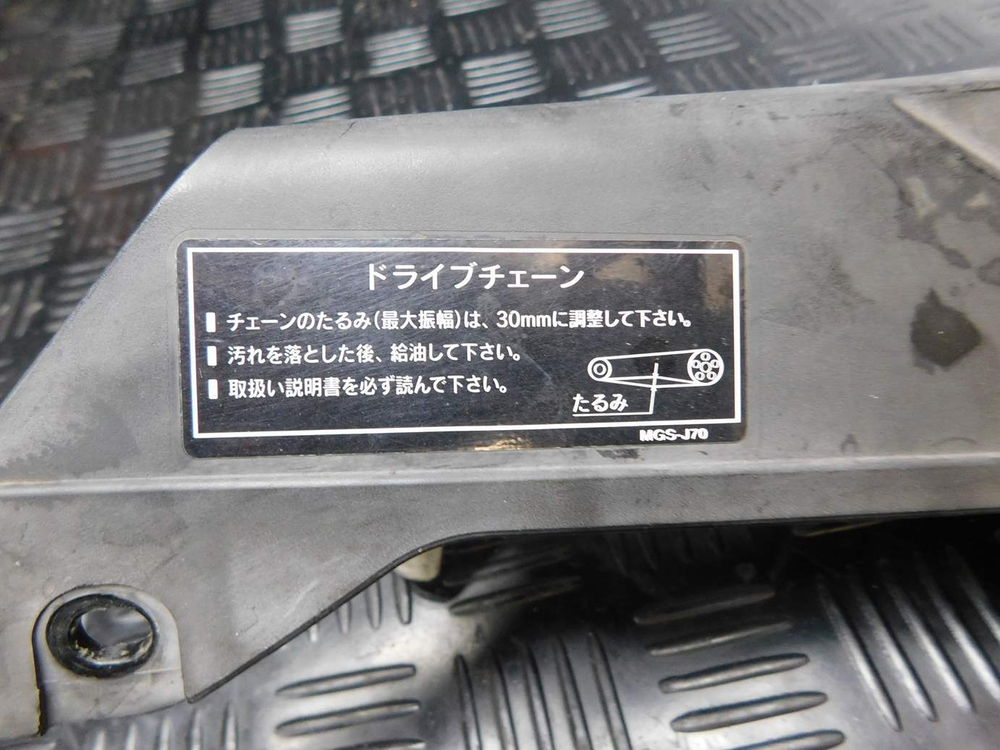 ドライブチェーン
チェーンのたるみ(最大振幅)は、30mmに調整して下さい。
汚れを落とした後、給油して下さい。
取扱い説明書を必ず読んで下さい。
たるみ
MGS-J70